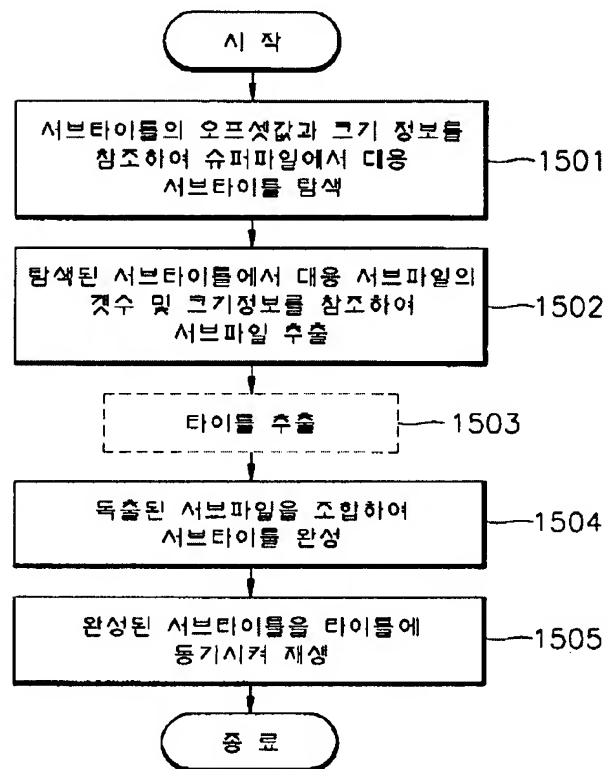 시 작
서브타이틀의 오프셋값과 크기 정보를
참조하여 슈퍼파일에서 대응
서브타이틀 탐색
1501
탐색된 서브타이틀에서 대응 서브파일의
갯수 및 크기정보를 참조하여
서브파일 추출
1502
타이틀 추출
1503
독출된 서브파일을 조합하여
서브타이틀 완성
1504
완성된 서브타이틀을 타이틀에
동기시켜 재생
1505
종 료